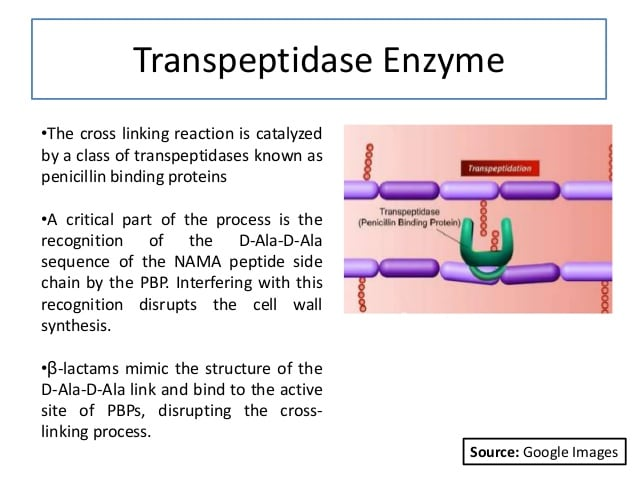 Transpeptidase Enzyme
•The cross linking reaction is catalyzed
by a class of transpeptidases known as
penicillin binding proteins
•A critical part of the process is the
recognition of the D-Ala-D-Ala
sequence of the NAMA peptide side
chain by the PBP. Interfering with this
recognition disrupts the cell wall
synthesis.
•β-lactams mimic the structure of the
D-Ala-D-Ala link and bind to the active
site of PBPs, disrupting the cross-
linking process.
Transpeptidation
Transpeptidase
(Penicillin Binding Protein)
Source: Google Images